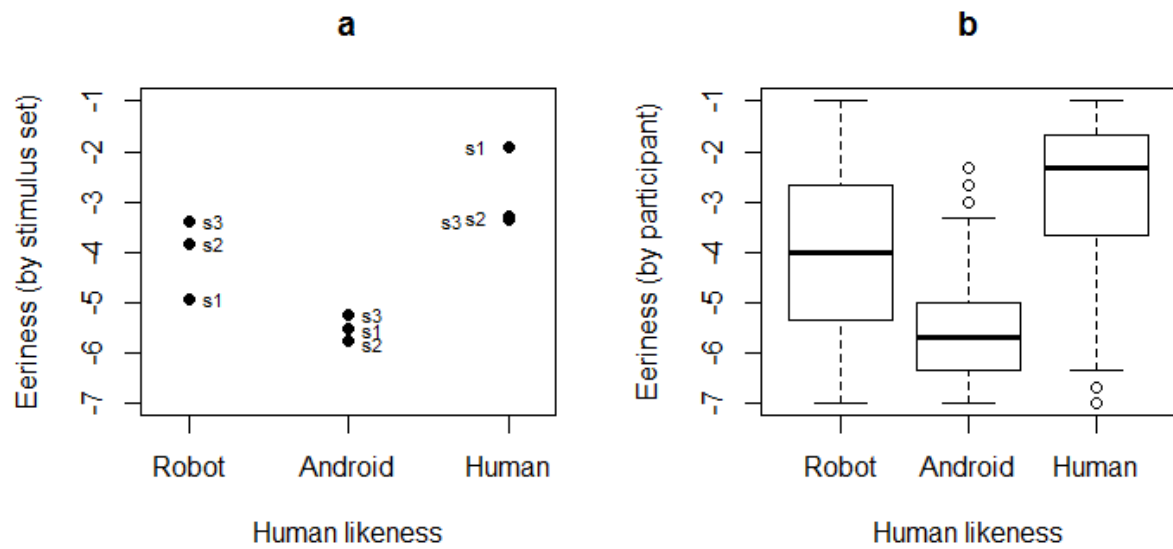 a
Eeriness (by stimulus set)
-1
-2
-3
-4
-5
-6
-7
s3
s2
s1
s3
s1
s2
s1
s3 s2
Robot Android Human
Human likeness
b
Eeriness (by participant)
-1
-2
-3
-4
-5
-6
-7
Robot Android Human
Human likeness